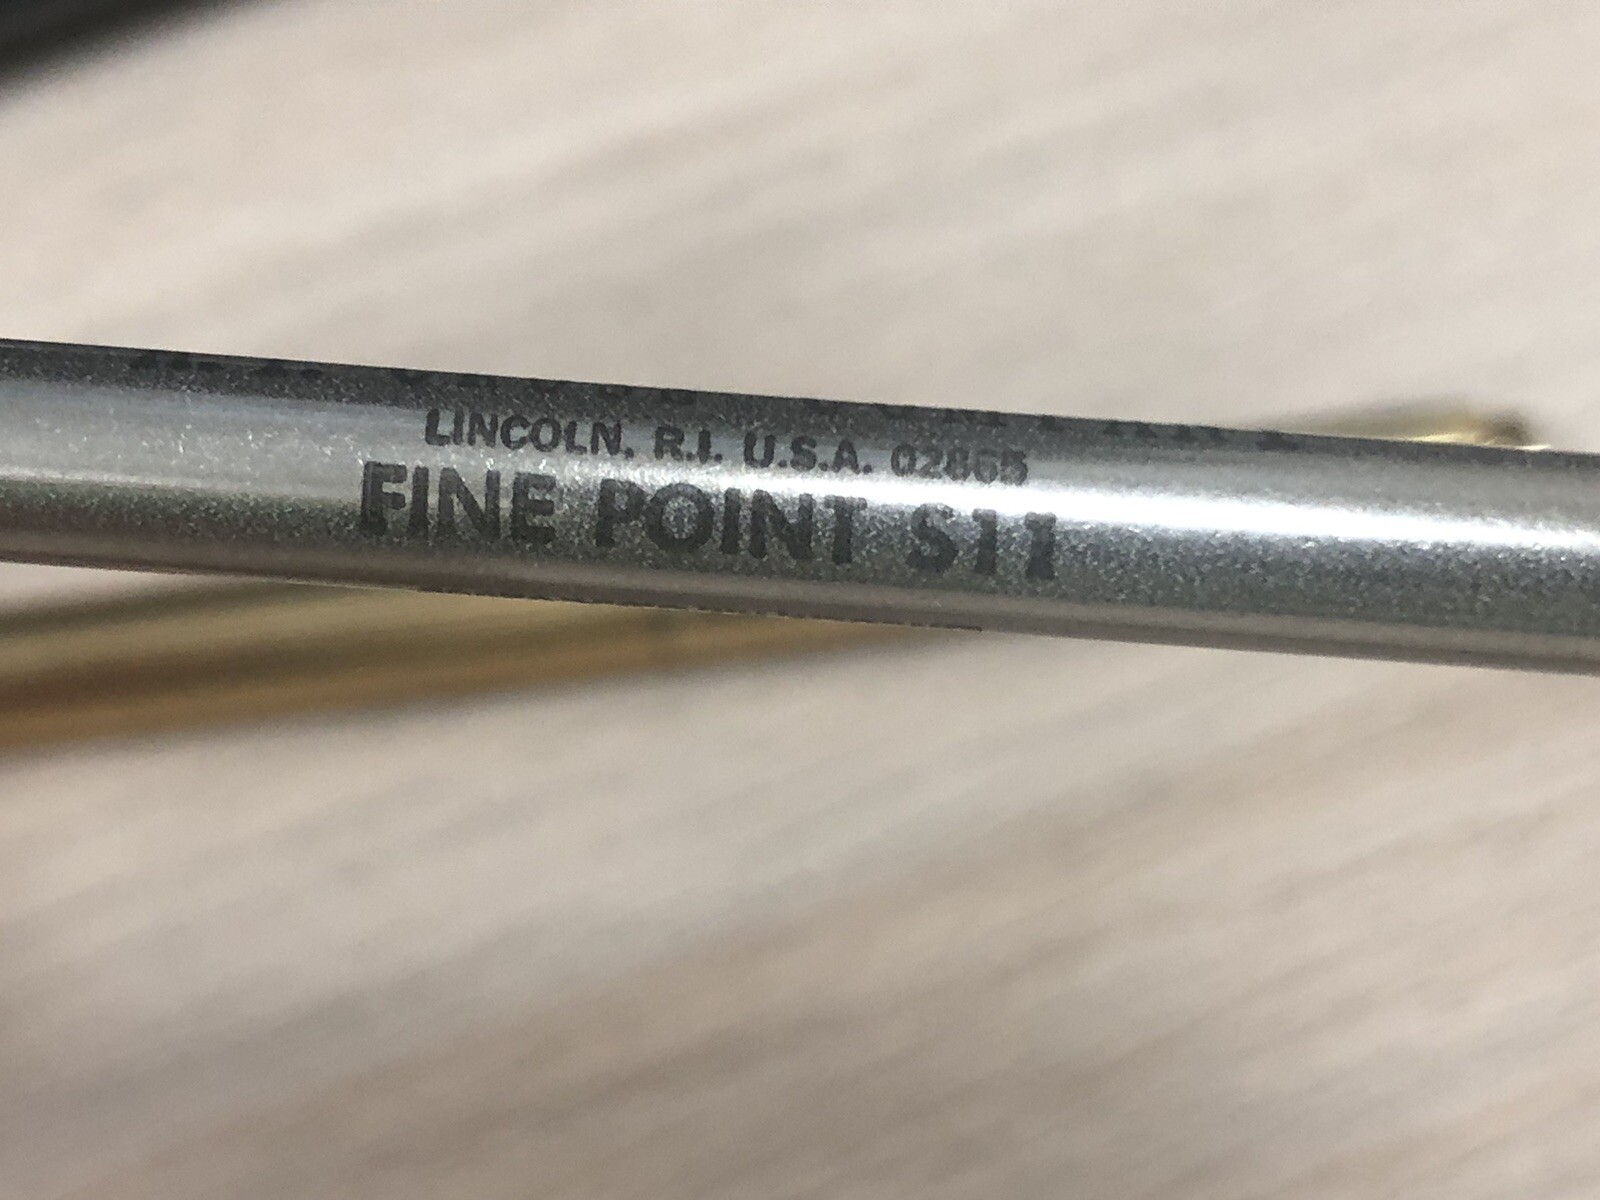 LINCOLN, R.I. U.S.A. 02865
FINE POINT S11